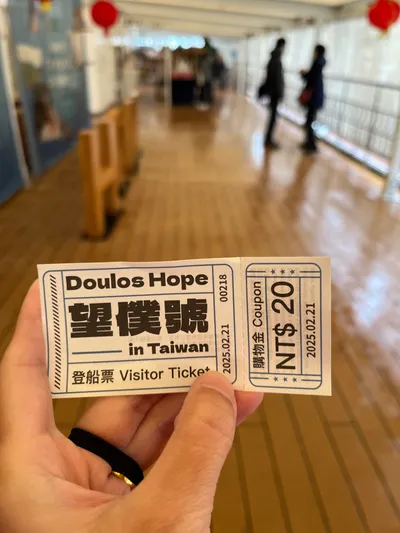 Doulos Hope
望僕號
in Taiwan
登船票 Visitor Ticket
2025.02.21
00218
購物金 Coupon
NT$ 20
2025.02.21